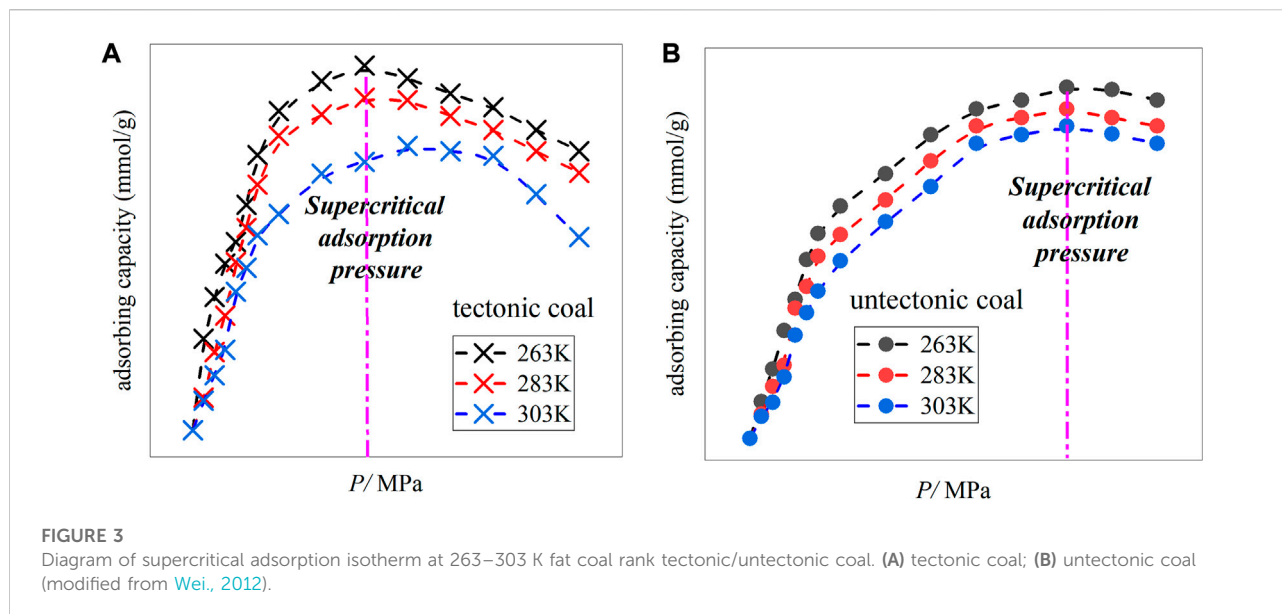 A
adsorbing capacity (mmol/g)
Supercritical
adsorption
pressure
tectonic coal
263K
283K
303K
P/ MPa
B
adsorbing capacity (mmol/g)
Supercritical
adsorption
pressure
untectonic coal
263K
283K
303K
P/ MPa
FIGURE 3
Diagram of supercritical adsorption isotherm at 263–303 K fat coal rank tectonic/untectonic coal. (A) tectonic coal; (B) untectonic coal
(modified from Wei., 2012).